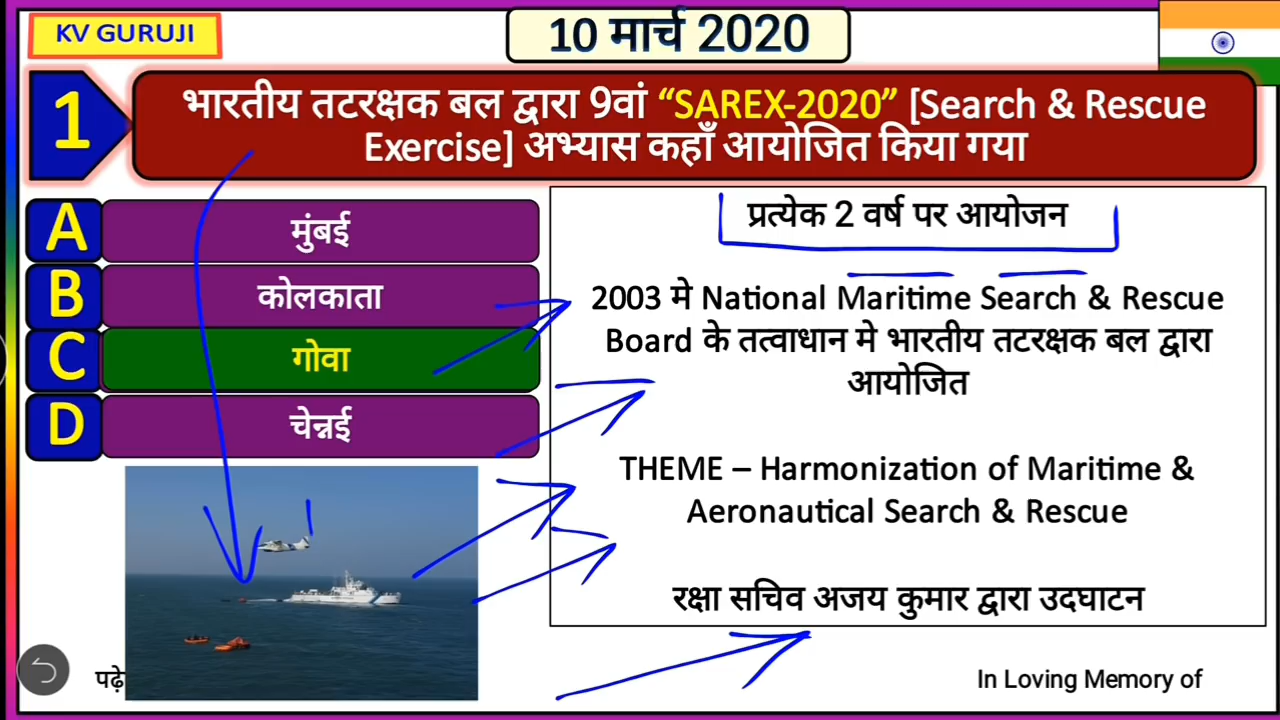 KV GURUJI
10 मार्च 2020
1
भारतीय तटरक्षक बल द्वारा 9वां “SAREX-2020” [Search & Rescue
Exercise] अभ्यास कहाँ आयोजित किया गया
A
मुंबई
B
कोलकाता
C
गोवा
D
चेन्नई
प्रत्येक 2 वर्ष पर आयोजन
2003 मे National Maritime Search & Rescue
Board के तत्वाधान मे भारतीय तटरक्षक बल द्वारा
आयोजित
THEME – Harmonization of Maritime &
Aeronautical Search & Rescue
रक्षा सचिव अजय कुमार द्वारा उदघाटन
पढ़े
In Loving Memory of